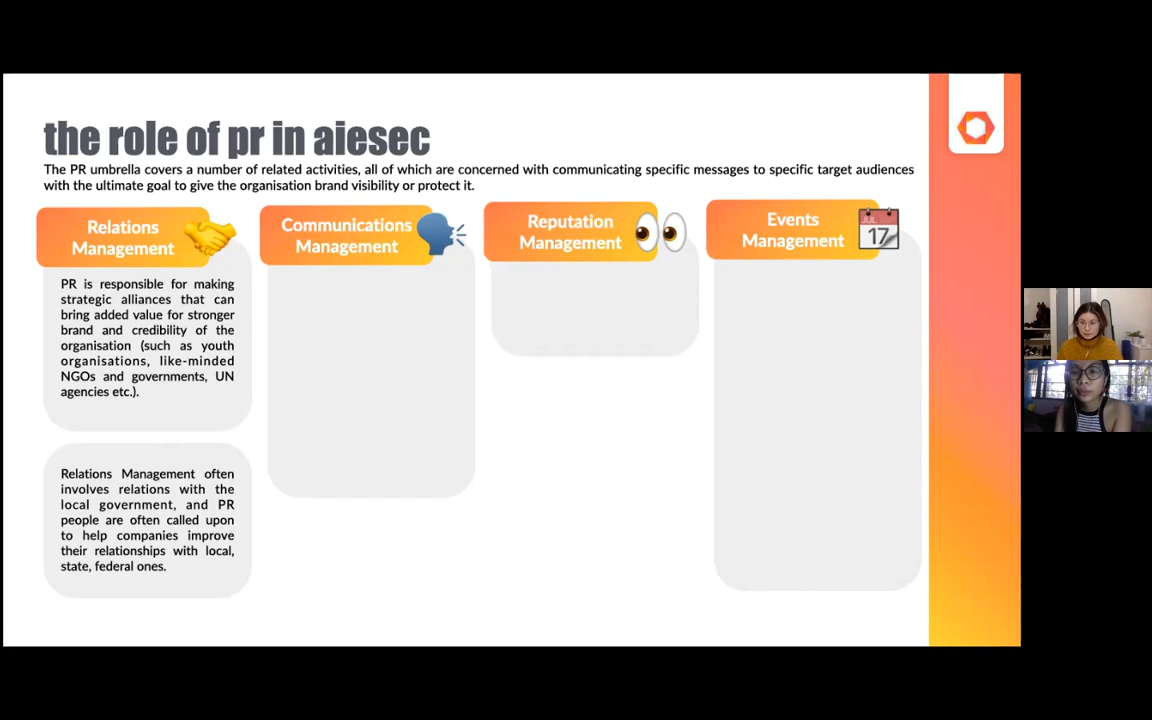 the role of pr in aiesec
The PR umbrella covers a number of related activities, all of which are concerned with communicating specific messages to specific target audiences
with the ultimate goal to give the organisation brand visibility or protect it.
Relations
Management
Communications
Management
Reputation
Management
Events
Management
JUL
17
PR is responsible for making
strategic alliances that can
bring added value for stronger
brand and credibility of the
organisation (such as youth
organisations, like-minded
NGOs and governments, UN
agencies etc.).
Relations Management often
involves relations with the
local government, and PR
people are often called upon
to help companies improve
their relationships with local,
state, federal ones.